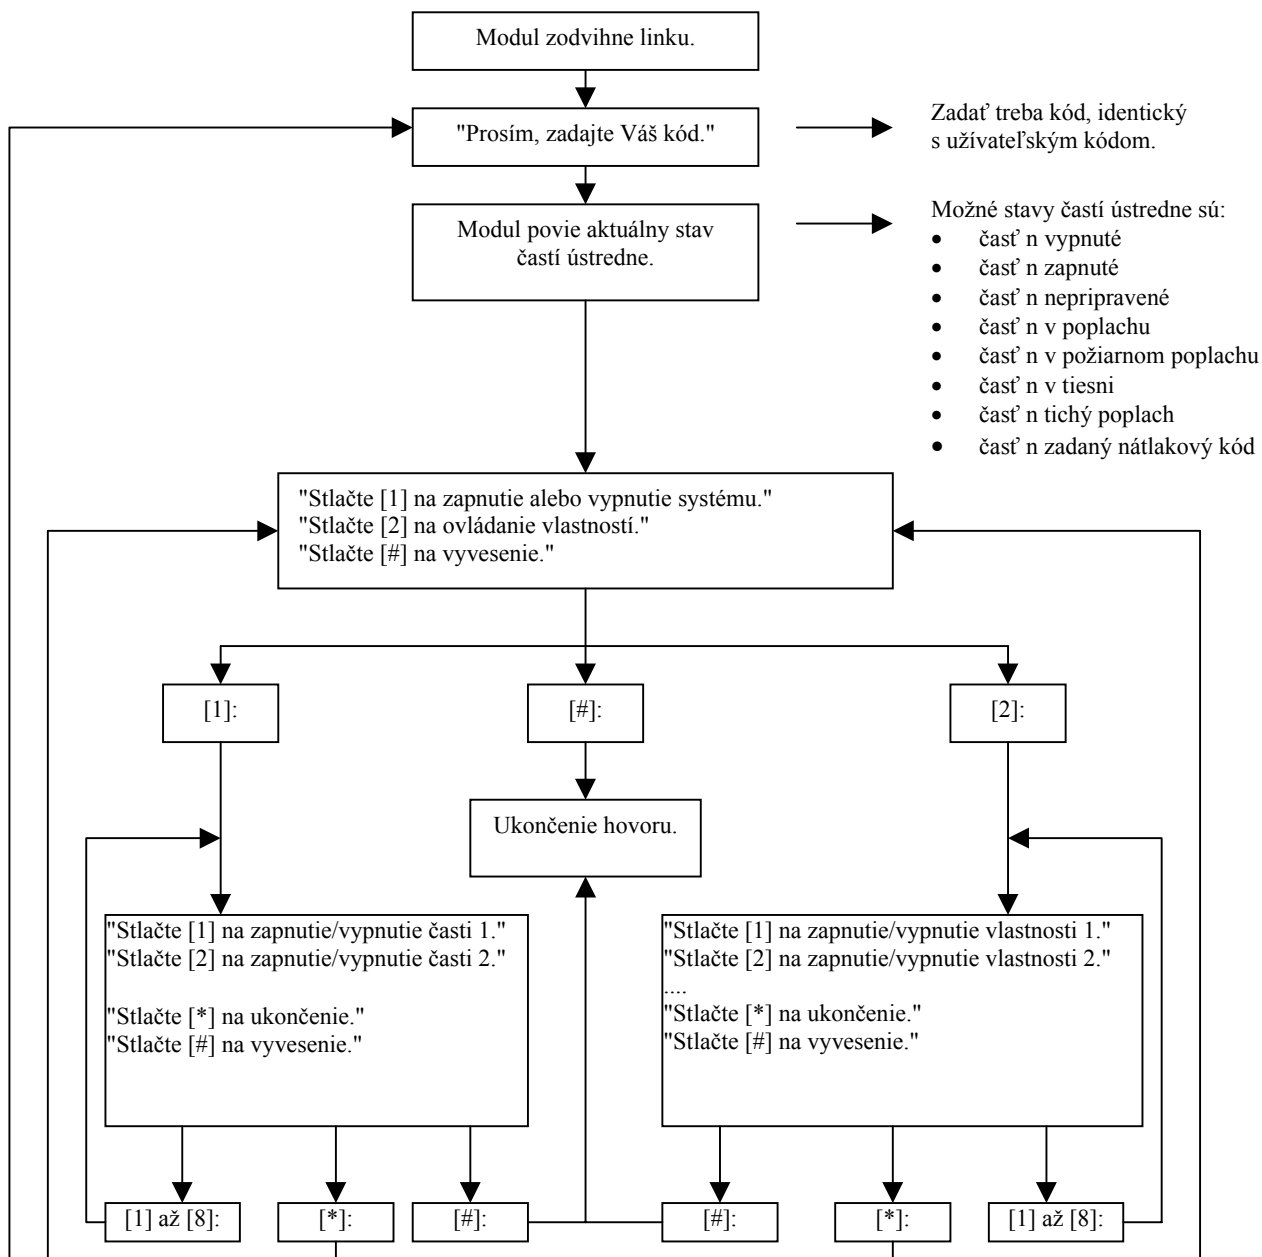 Modul zodvihne linku.
"Prosím, zadajte Váš kód."
Zadať treba kód, identický
s užívateľským kódom.
Modul povie aktuálny stav
častí ústredne.
Možné stavy častí ústredne sú:
• časť n vypnuté
• časť n zapnuté
• časť n nepripravené
• časť n v poplachu
• časť n v požiarnom poplachu
• časť n v tiesni
• časť n tichý poplach
• časť n zadaný nátlakový kód
"Stlačte [1] na zapnutie alebo vypnutie systému."
"Stlačte [2] na ovládanie vlastností."
"Stlačte [#] na vyvesenie."
[1]:
[#]:
[2]:
Ukončenie hovoru.
"Stlačte [1] na zapnutie/vypnutie časti 1."
"Stlačte [2] na zapnutie/vypnutie časti 2."
"Stlačte [*] na ukončenie."
"Stlačte [#] na vyvesenie."
"Stlačte [1] na zapnutie/vypnutie vlastnosti 1."
"Stlačte [2] na zapnutie/vypnutie vlastnosti 2."
....
"Stlačte [*] na ukončenie."
"Stlačte [#] na vyvesenie."
[1] až [8]:
[*]:
[#]:
[#]:
[*]:
[1] až [8]: